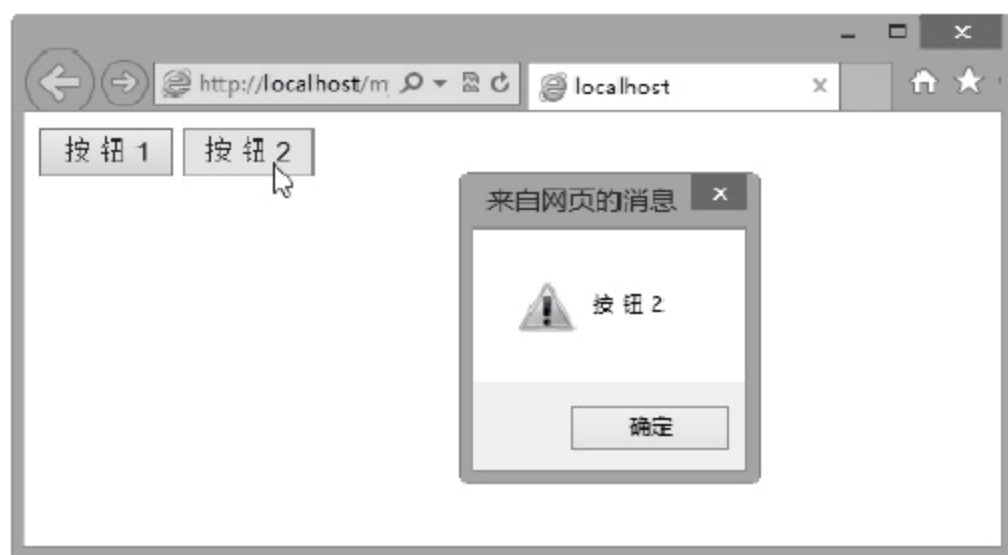 http://localhost/m
localhost
按 钮 1
按 钮 2
来自网页的消息
按 钮 2
确定